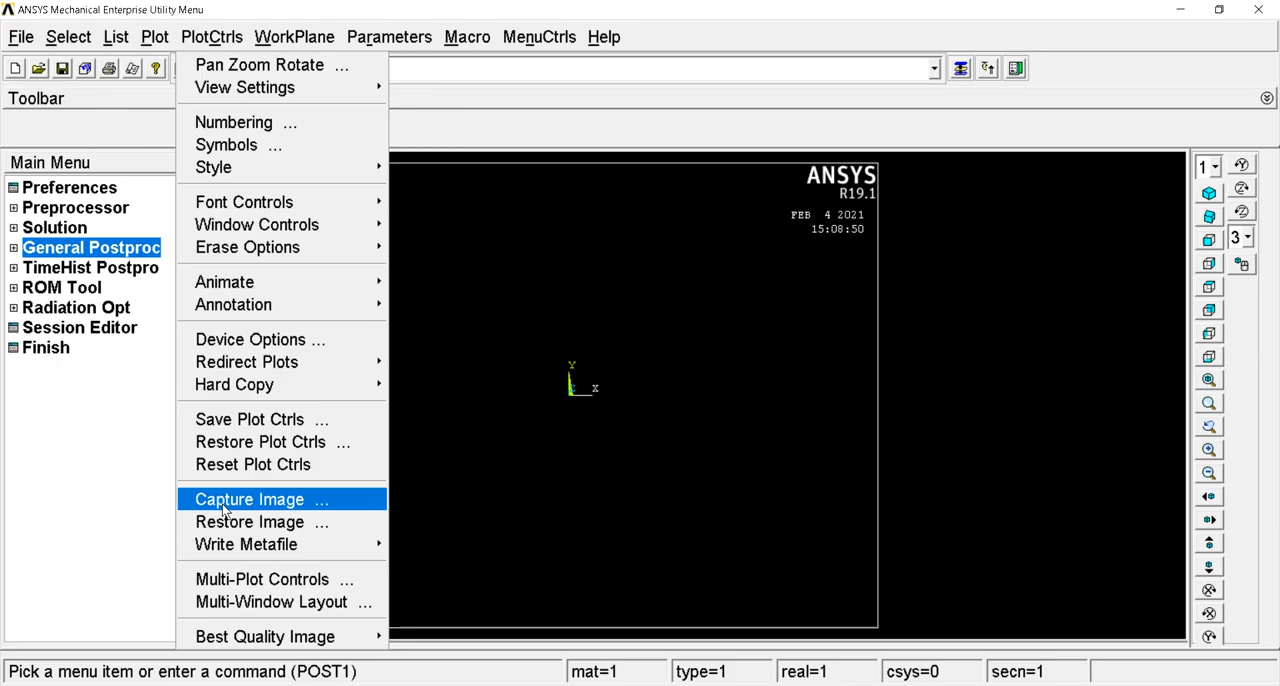 ANSYS Mechanical Enterprise Utility Menu
File Select List Plot PlotCtrls WorkPlane Parameters Macro MenuCtrls Help
Toolbar
Main Menu
Preferences
Preprocessor
Solution
General Postproc
TimeHist Postpro
ROM Tool
Radiation Opt
Session Editor
Finish
Pan Zoom Rotate ...
View Settings
Numbering ...
Symbols ...
Style
Font Controls
Window Controls
Erase Options
Animate
Annotation
Device Options ...
Redirect Plots
Hard Copy
Save Plot Ctrls ...
Restore Plot Ctrls ...
Reset Plot Ctrls
Capture Image ...
Restore Image ...
Write Metafile
Multi-Plot Controls ...
Multi-Window Layout ...
Best Quality Image
ANSYS
R19.1
FEB 4 2021
15:08:50
Y
X
1
3
Pick a menu item or enter a command (POST1) mat=1 type=1 real=1 csys=0 secn=1